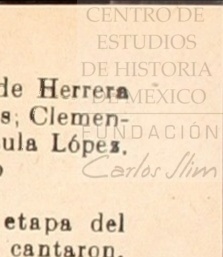 CENTRO DE
ESTUDIOS
DE HISTORIA
DE MÉXICO
FUNDACIÓN
Carlos Slim
de Herrera
s; Clemen-
ula López.
etapa del
cantaron.